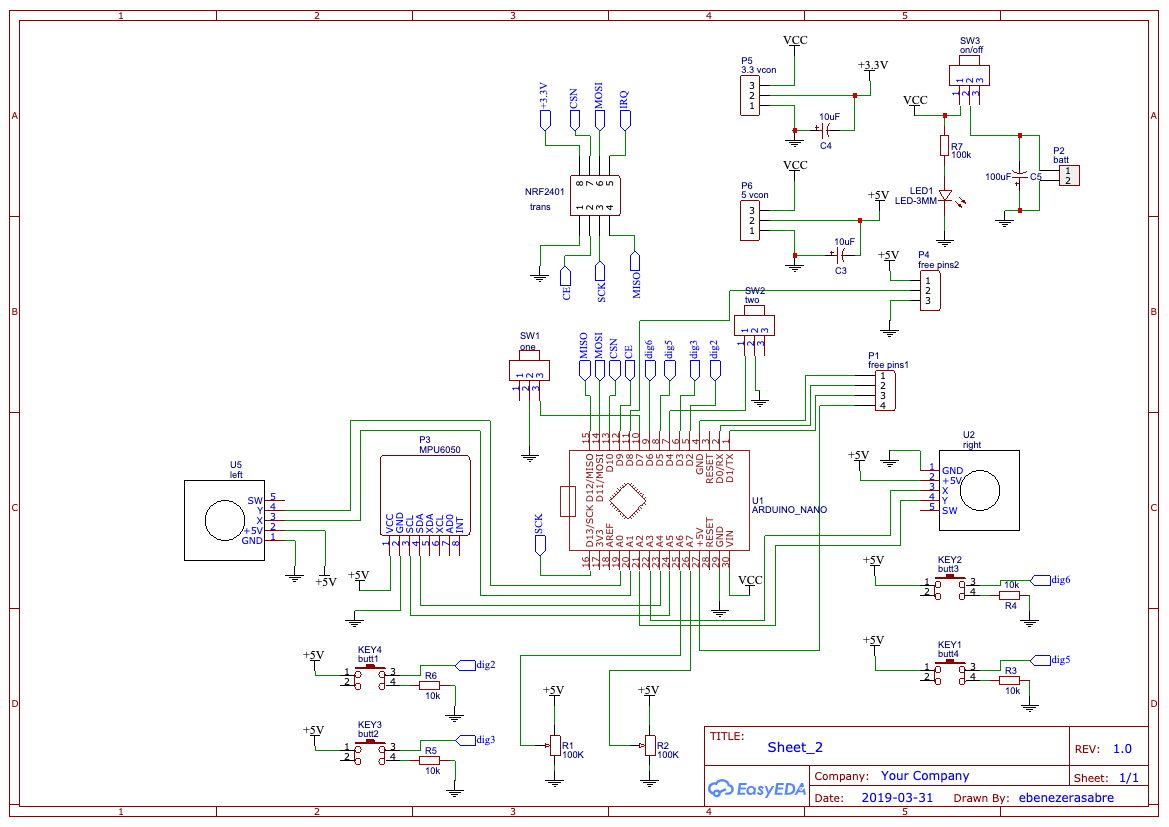 1 2 3 4 5
A
B
C
D
A
B
C
D
VCC
P5
3.3 vcon
3
2
1
+3.3V
10uF
C4
SW3
on/off
1 2 3
1 2 3
VCC
R7
100k
LED1
LED-3MM
100uF
C5
P2
batt
1
2
VCC
P6
5 vcon
3
2
1
+5V
10uF
C3
+3.3V
CSN
MOSI
IRQ
8 7 6 5
NRF2401
trans
1 2 3 4
CE
SCK
MISO
+5V
P4
free pins2
1
2
3
SW2
two
1 2 3
1 2 3
SW1
one
1 2 3
1 2 3
MISO
MOSI
CSN
CE
dig6
dig5
dig3
dig2
P1
free pins1
1
2
3
4
15 14 13 12 11 10 9 8 7 6 5 4 3 2 1
D12/MISO
D11/MOSI
D10
D9
D8
D7
D6
D5
D4
D3
D2
GND
RESET
D0/RX
D1/TX
U1
ARDUINO_NANO
D13/SCK
3V3
AREF
A0
A1
A2
A3
A4
A5
A6
A7
+5V
RESET
GND
VIN
16 17 18 19 20 21 22 23 24 25 26 27 28 29 30
SCK
VCC
U5
left
SW 5
Y 4
X 3
+5V 2
GND 1
+5V
P3
MPU6050
VCC
GND
SCL
SDA
XDA
XCL
AD0
INT
1 2 3 4 5 6 7 8
+5V
U2
right
+5V
1 GND
2 +5V
3 X
4 Y
5 SW
+5V
KEY2
butt3
1
2
3
4
10k
R4
dig6
+5V
KEY1
butt4
1
2
3
4
R3
10k
dig5
+5V
KEY4
butt1
1
2
3
4
R6
10k
dig2
+5V
KEY3
butt2
1
2
3
4
R5
10k
dig3
+5V
R1
100K
+5V
R2
100K
TITLE:
Sheet_2
REV: 1.0
EasyEDA
Company: Your Company
Sheet: 1/1
Date: 2019-03-31 Drawn By: ebenezerasabre
1 2 3 4 5